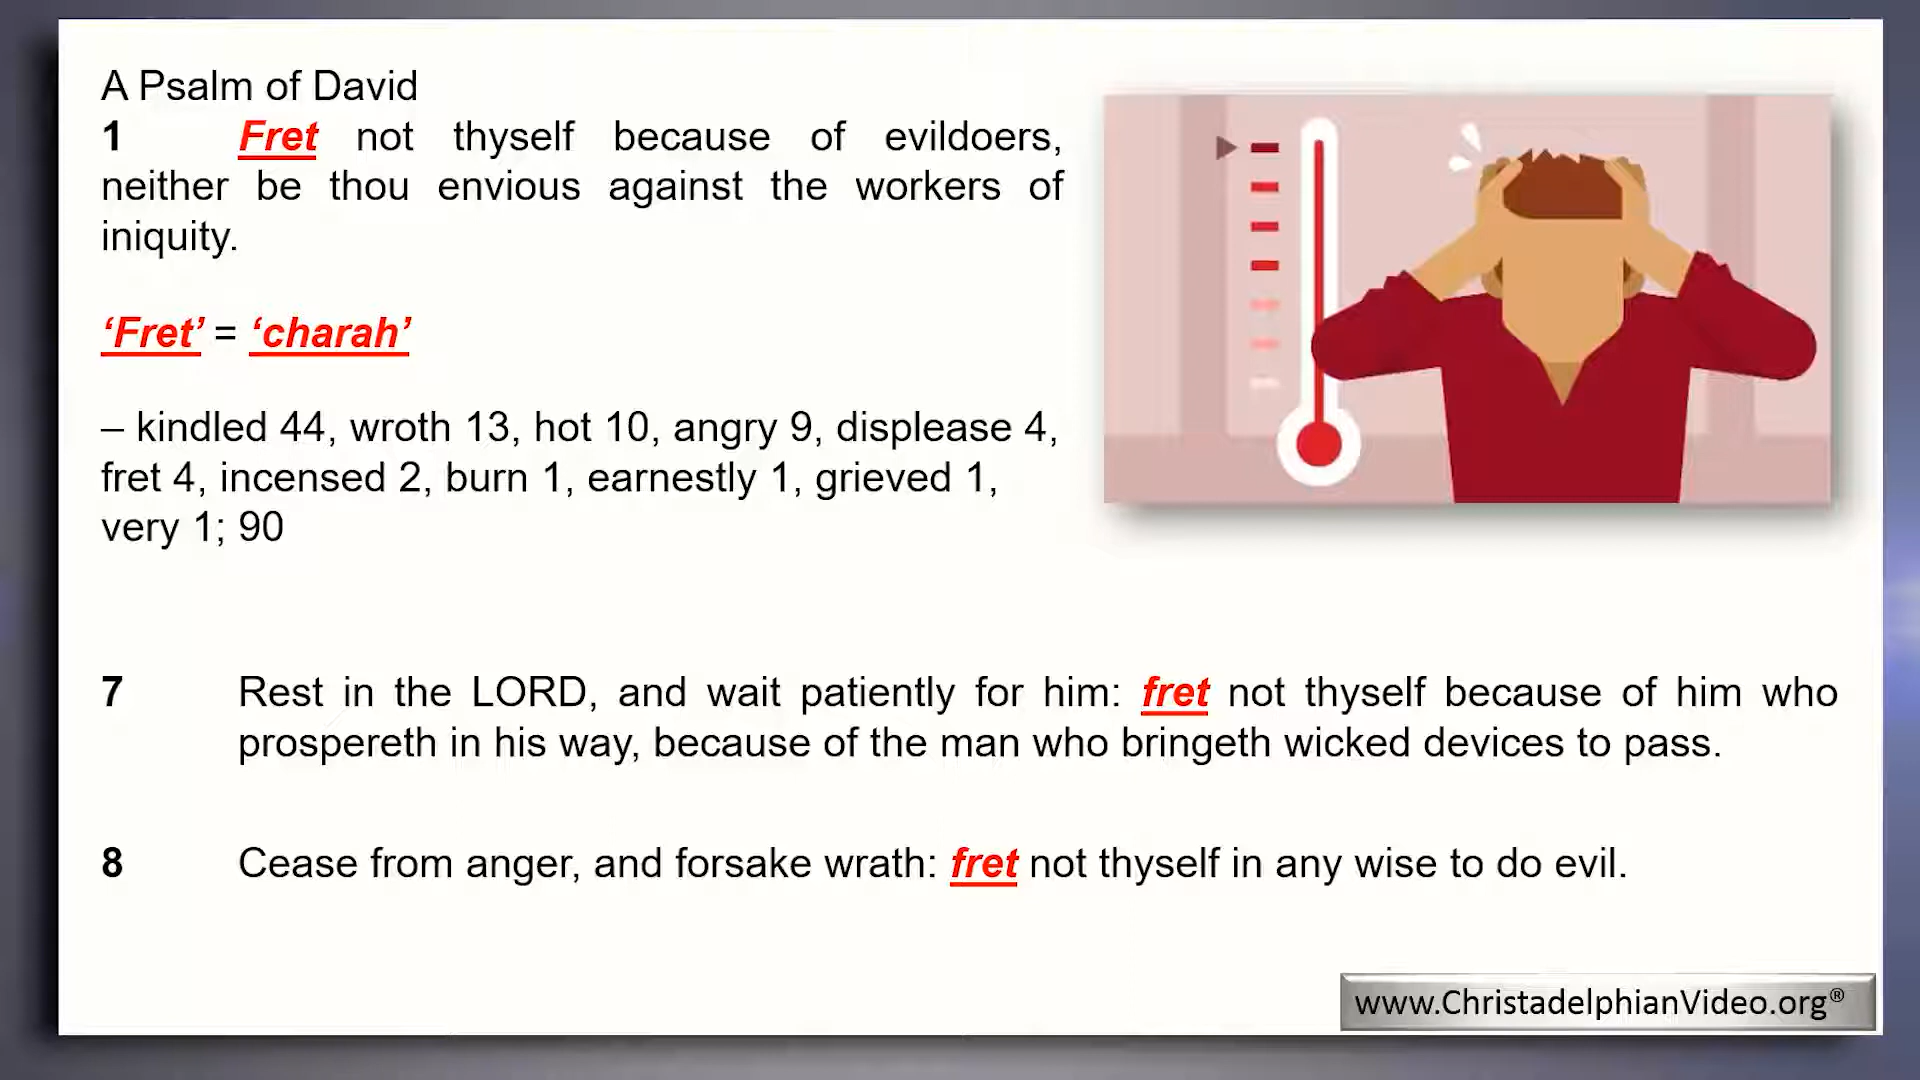 A Psalm of David
1 Fret not thyself because of evildoers,
neither be thou envious against the workers of
iniquity.
‘Fret’ = ‘charah’
– kindled 44, wroth 13, hot 10, angry 9, displease 4,
fret 4, incensed 2, burn 1, earnestly 1, grieved 1,
very 1; 90
7 Rest in the LORD, and wait patiently for him: fret not thyself because of him who
prospereth in his way, because of the man who bringeth wicked devices to pass.
8 Cease from anger, and forsake wrath: fret not thyself in any wise to do evil.
www.ChristadelphianVideo.org®